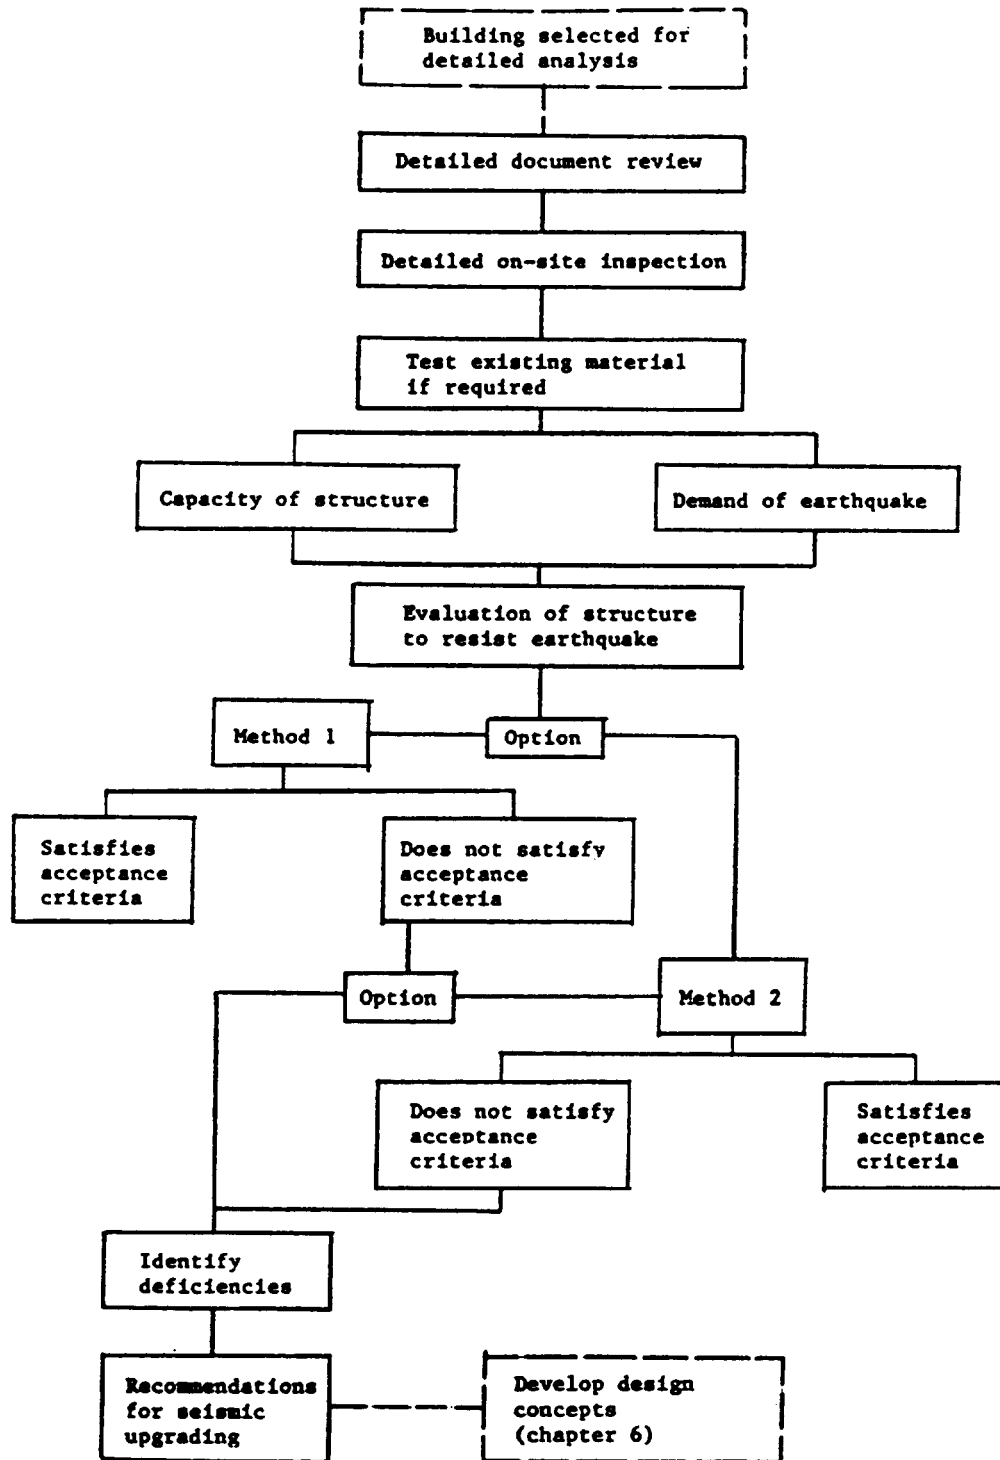 Building selected for
detailed analysis
Detailed document review
Detailed on-site inspection
Test existing material
if required
Capacity of structure
Demand of earthquake
Evaluation of structure
to resist earthquake
Method 1
Option
Satisfies
acceptance
criteria
Does not satisfy
acceptance
criteria
Option
Method 2
Does not satisfy
acceptance
criteria
Satisfies
acceptance
criteria
Identify
deficiencies
Recommendations
for seismic
upgrading
Develop design
concepts
(chapter 6)